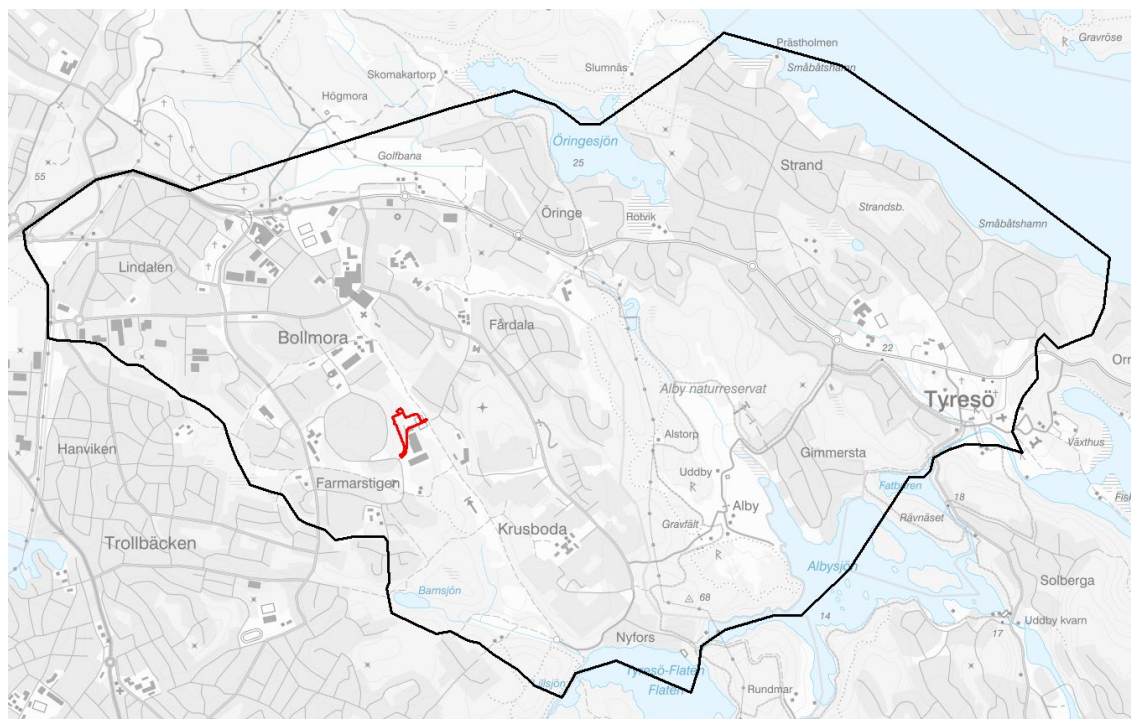 Gravröse
Prästholmen
Slumnäs
Småbåtshamn
Skomakartorp
Högmora
Öringesjön
Golfbana
25
Strand
55
Strandsb.
Öringe
Rotvik
Småbåtshamn
Lindalen
Fårdala
Bollmora
22
Alby naturreservat
Tyresö
Hanviken
Alstorp
Växthus
Gimmersta
Uddby
Farmarstigen
Fatburen
18
Alby
Rävnäset
Krusboda
Gravfält
Trollbäcken
Albysjön
Solberga
Barnsjön
68
14
Uddby kvarn
17
Nyfors
Tyresö-Flaten
Flaten
Lillsjön
Rundmar